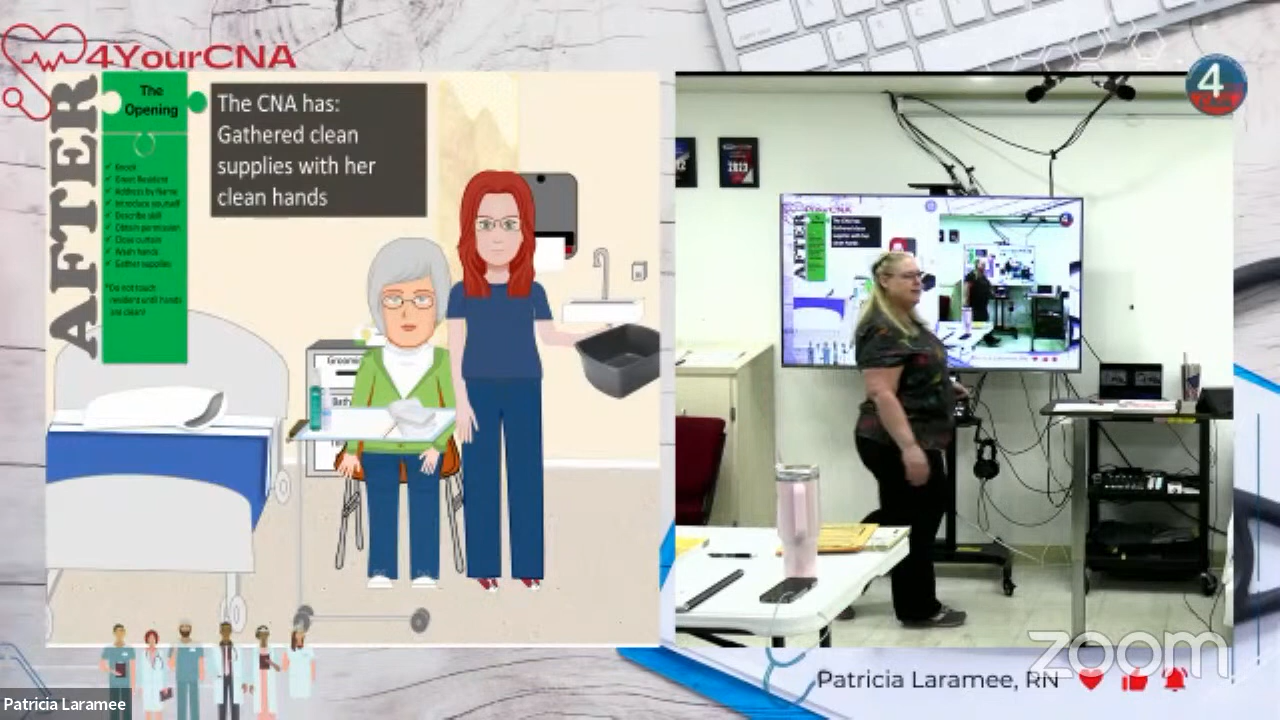 4YourCNA
AFTER
The
Opening
✓ Knock
✓ Greet Resident
✓ Address by Name
✓ Introduce yourself
✓ Describe skill
✓ Obtain permission
✓ Close curtain
✓ Wash hands
✓ Gather supplies
*Do not touch
resident until hands
are clean!
The CNA has:
Gathered clean
supplies with her
clean hands
4
2023
zoom
Patricia Laramee, RN
Patricia Laramee